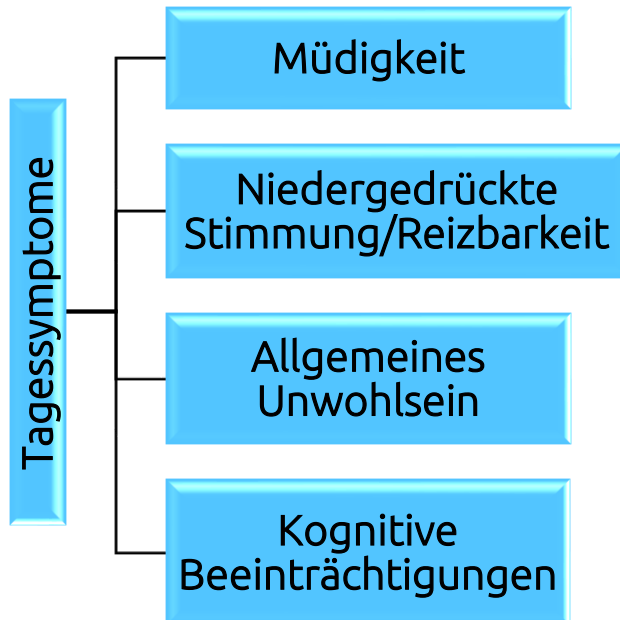 Tagessymptome
Müdigkeit
Niedergedrückte
Stimmung/Reizbarkeit
Allgemeines
Unwohlsein
Kognitive
Beeinträchtigungen